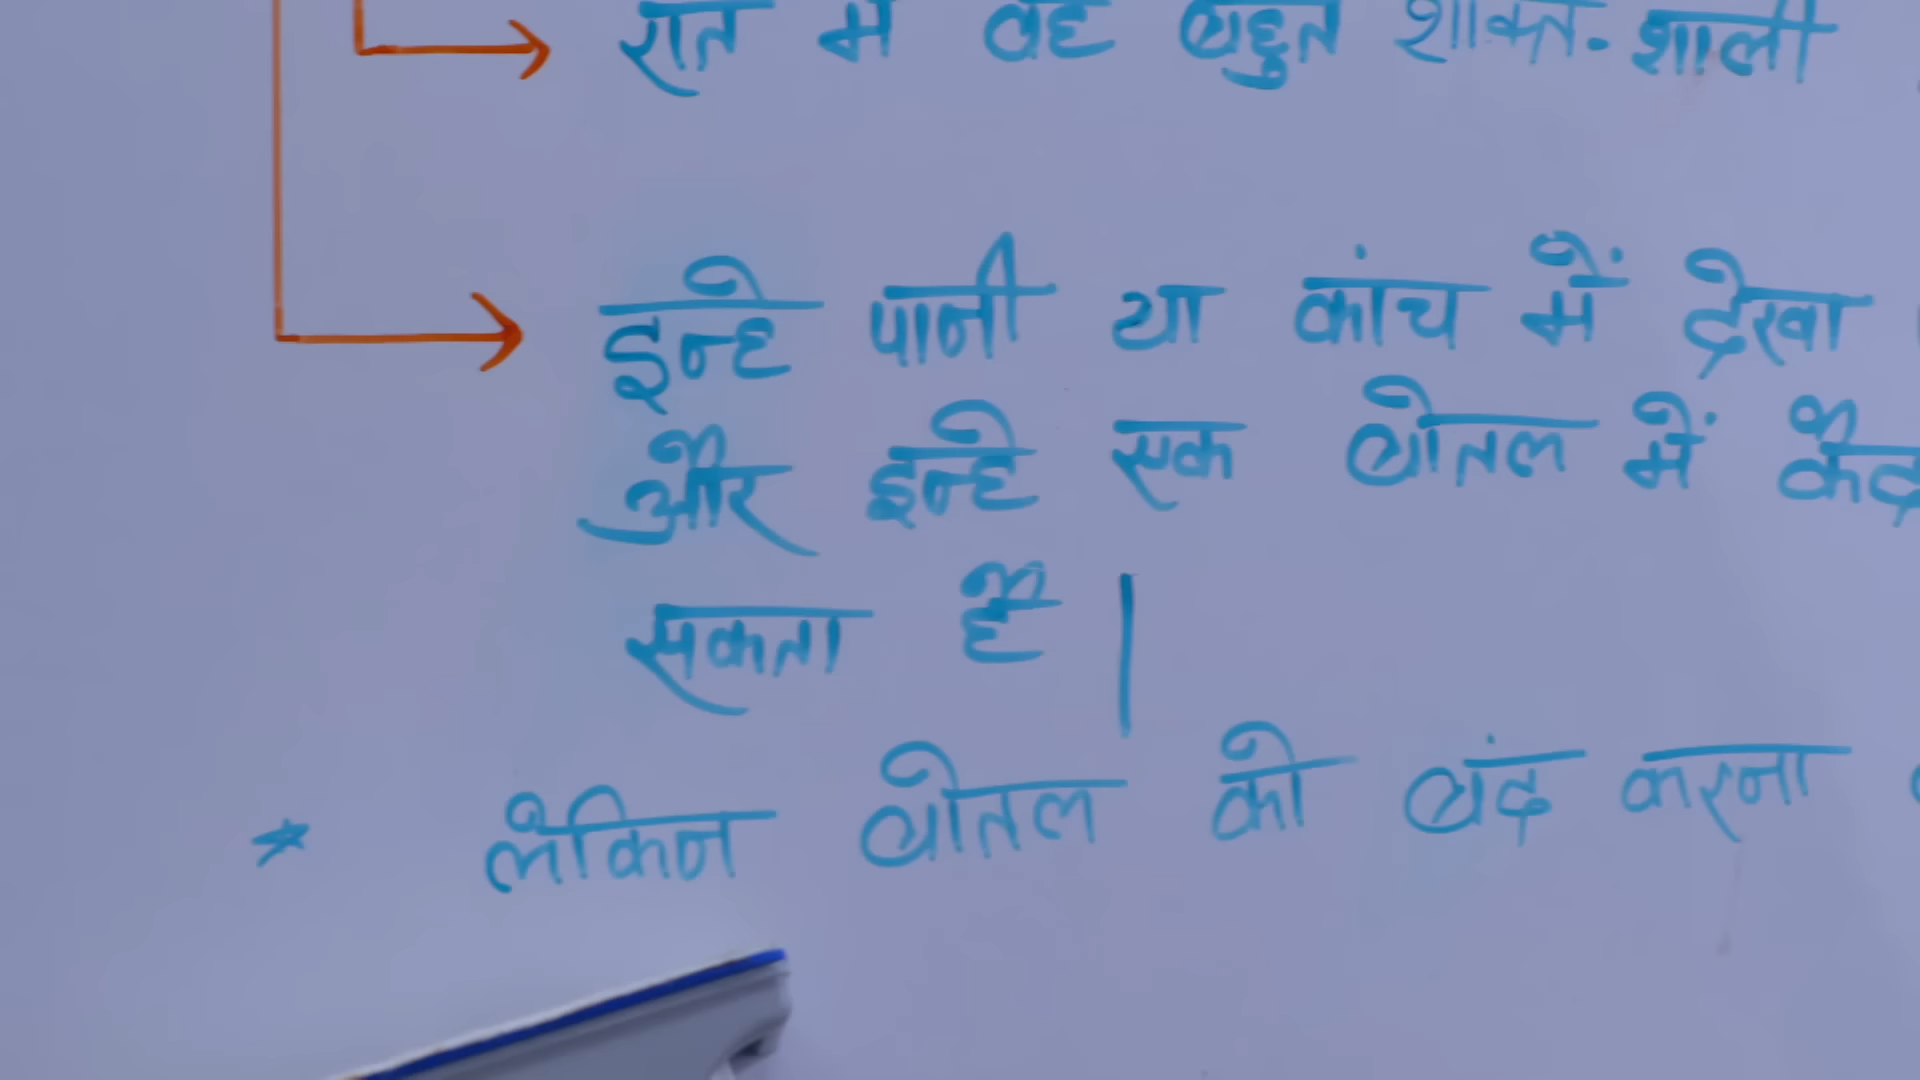 रात में वह बहुत शक्ति-शाली
इन्हे पानी या कांच में देखा
और इन्हे एक बोतल में कैद
सकता है |
* लेकिन बोतल को बंद करना